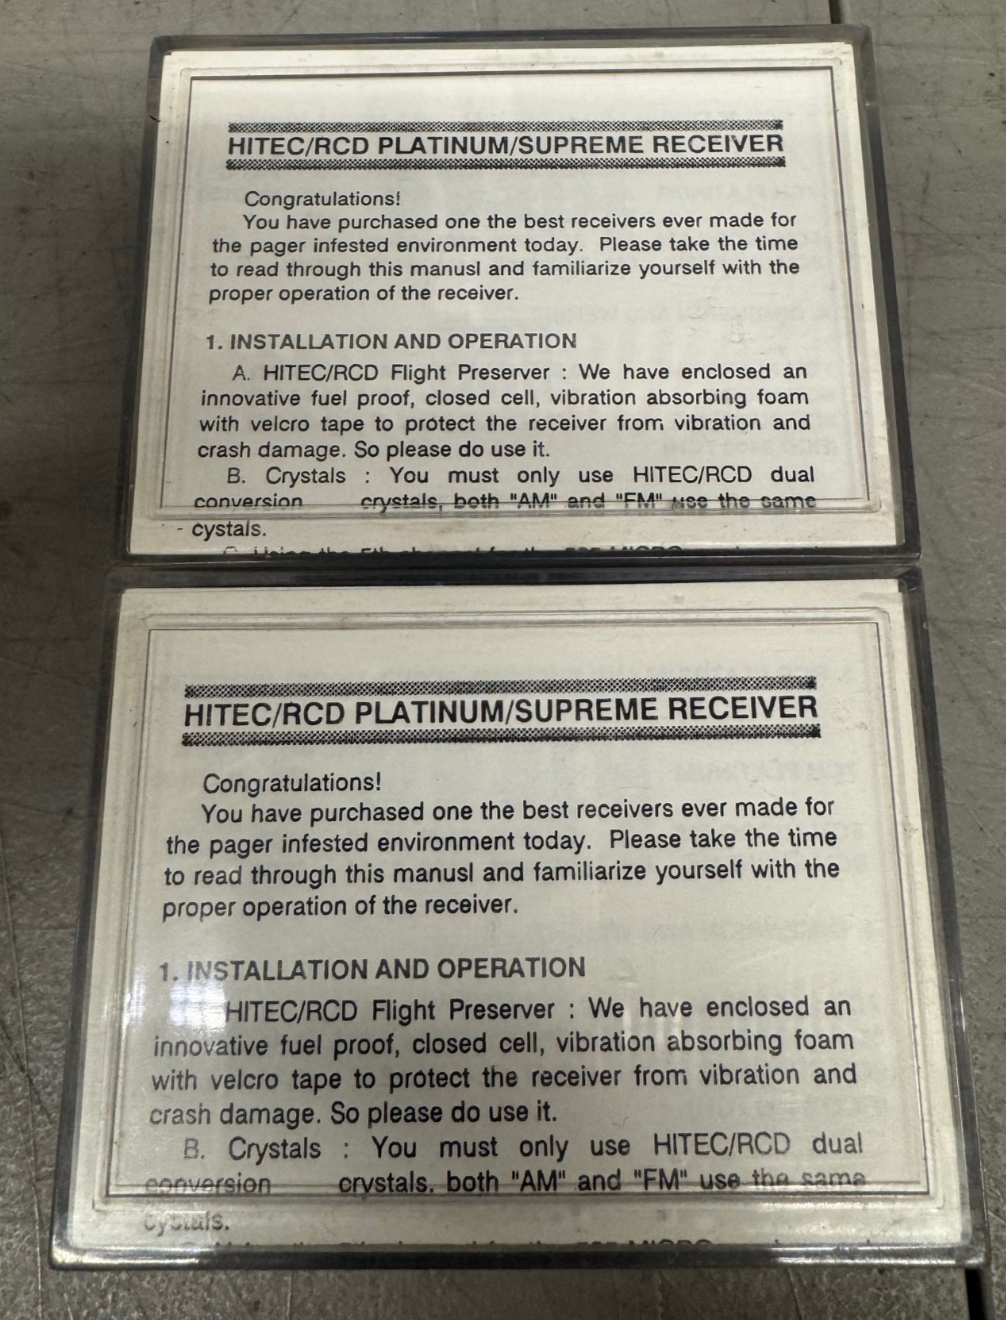 HITEC/RCD PLATINUM/SUPREME RECEIVER
Congratulations!
You have purchased one the best receivers ever made for
the pager infested environment today. Please take the time
to read through this manusl and familiarize yourself with the
proper operation of the receiver.
1. INSTALLATION AND OPERATION
A. HITEC/RCD Flight Preserver : We have enclosed an
innovative fuel proof, closed cell, vibration absorbing foam
with velcro tape to protect the receiver from vibration and
crash damage. So please do use it.
B. Crystals : You must only use HITEC/RCD dual
conversion crystals, both "AM" and "FM" use the same
cystals.
HITEC/RCD PLATINUM/SUPREME RECEIVER
Congratulations!
You have purchased one the best receivers ever made for
the pager infested environment today. Please take the time
to read through this manusl and familiarize yourself with the
proper operation of the receiver.
1. INSTALLATION AND OPERATION
HITEC/RCD Flight Preserver : We have enclosed an
innovative fuel proof, closed cell, vibration absorbing foam
with velcro tape to protect the receiver from vibration and
crash damage. So please do use it.
B. Crystals : You must only use HITEC/RCD dual
conversion crystals. both "AM" and "FM" use the same
cystals.